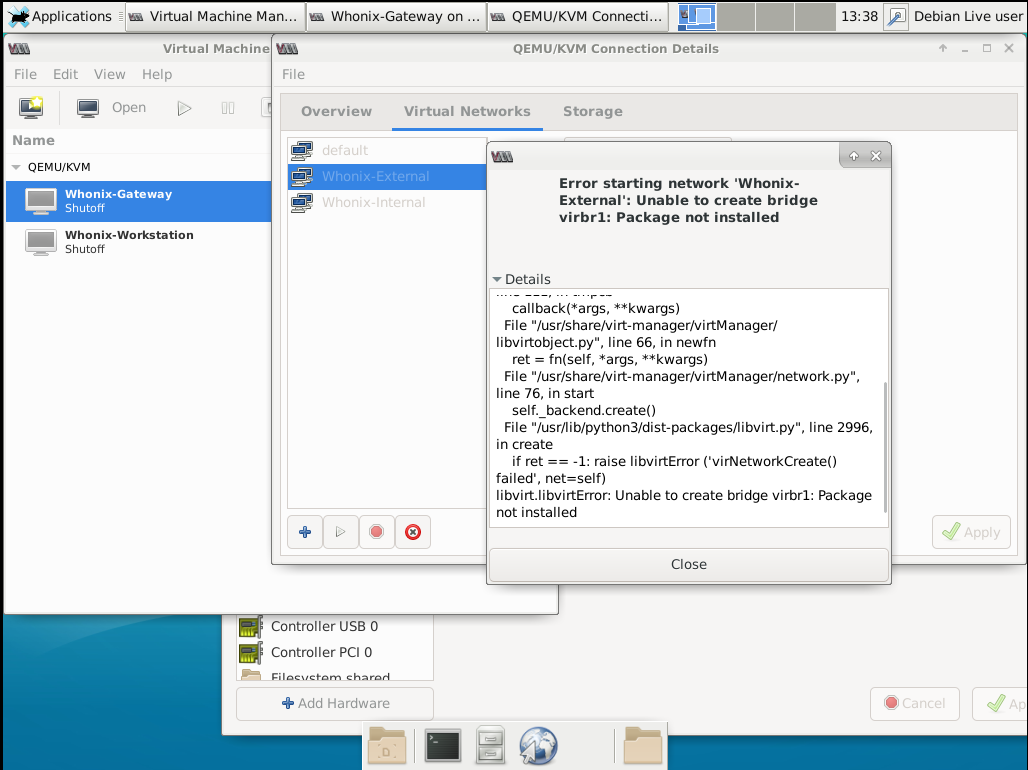 Applications
Virtual Machine Man...
Whonix-Gateway on ...
QEMU/KVM Connecti...
13:38
Debian Live user
Virtual Machine
QEMU/KVM Connection Details
File Edit View Help
File
Open
Overview
Virtual Networks
Storage
Name
QEMU/KVM
Whonix-Gateway
Shutoff
Whonix-Workstation
Shutoff
default
Whonix-External
Whonix-Internal
Error starting network 'Whonix-
External': Unable to create bridge
virbr1: Package not installed
Details
callback(*args, **kwargs)
File "/usr/share/virt-manager/virtManager/
libvirtobject.py", line 66, in newfn
ret = fn(self, *args, **kwargs)
File "/usr/share/virt-manager/virtManager/network.py",
line 76, in start
self._backend.create()
File "/usr/lib/python3/dist-packages/libvirt.py", line 2996,
in create
if ret == -1: raise libvirtError ('virNetworkCreate()
failed', net=self)
libvirt.libvirtError: Unable to create bridge virbr1: Package
not installed
Apply
Close
Controller USB 0
Controller PCI 0
Filesystem shared
Add Hardware
Cancel
Ap